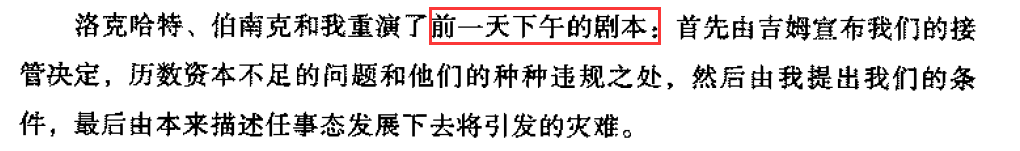 洛克哈特、伯南克和我重演了前一天下午的剧本：首先由吉姆宣布我们的接
管决定，历数资本不足的问题和他们的种种违规之处，然后由我提出我们的条
件，最后由本来描述任事态发展下去将引发的灾难。